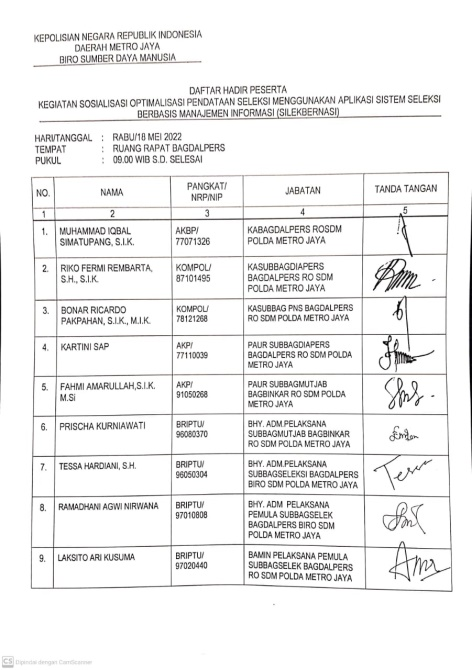 KEPOLISIAN NEGARA REPUBLIK INDONESIA
DAERAH METRO JAYA
BIRO SUMBER DAYA MANUSIA
DAFTAR HADIR PESERTA
KEGIATAN SOSIALISASI OPTIMALISASI PENDATAAN SELEKSI MENGGUNAKAN APLIKASI SISTEM SELEKSI
BERBASIS MANAJEMEN INFORMASI (SILEKBERNASI)
HARI/TANGGAL : RABU/18 MEI 2022
TEMPAT : RUANG RAPAT BAGDALPERS
PUKUL : 09.00 WIB S.D. SELESAI
NO. NAMA PANGKAT/ NRP/NIP JABATAN TANDA TANGAN
1 2 3 4 5
1. MUHAMMAD IQBAL AKBP/ KABAGDALPERS ROSDM
SIMATUPANG, S.I.K. 77071326 POLDA METRO JAYA
2. RIKO FERMI REMBARTA, KOMPOL/ KASUBBAGDIAPERS
S.H., S.I.K. 87101495 BAGDALPERS RO SDM
POLDA METRO JAYA
3. BONAR RICARDO KOMPOL/ KASUBBAG PNS BAGDALPERS
PAKPAHAN, S.I.K., M.I.K. 78121268 RO SDM POLDA METRO JAYA
4. KARTINI SAP AKP/ PAUR SUBBAGDIAPERS
77110039 BAGDALPERS RO SDM POLDA
METRO JAYA
5. FAHMI AMARULLAH,S.I.K. AKP/ PAUR SUBBAGMUTJAB
M.Si 91050268 BAGBINKAR RO SDM POLDA
METRO JAYA
6. PRISCHA KURNIAWATI BRIPTU/ BHY. ADM.PELAKSANA
96080370 SUBBAGMUTJAB BAGBINKAR
RO SDM POLDA METRO JAYA
7. TESSA HARDIANI, S.H. BRIPTU/ BHY. ADM.PELAKSANA
96050304 SUBBAGSELEKSI BAGDALPERS
BIRO SDM POLDA METRO JAYA
8. RAMADHANI AGWI NIRWANA BRIPTU/ BHY. ADM PELAKSANA
97010808 PEMULA SUBBAGSELEK
BAGDALPERS BIRO SDM
POLDA METRO JAYA
9. LAKSITO ARI KUSUMA BRIPTU/ BAMIN PELAKSANA PEMULA
97020440 SUBBAGSELEK BAGDALPERS
RO SDM POLDA METRO JAYA
CS Dipindai dengan CamScanner